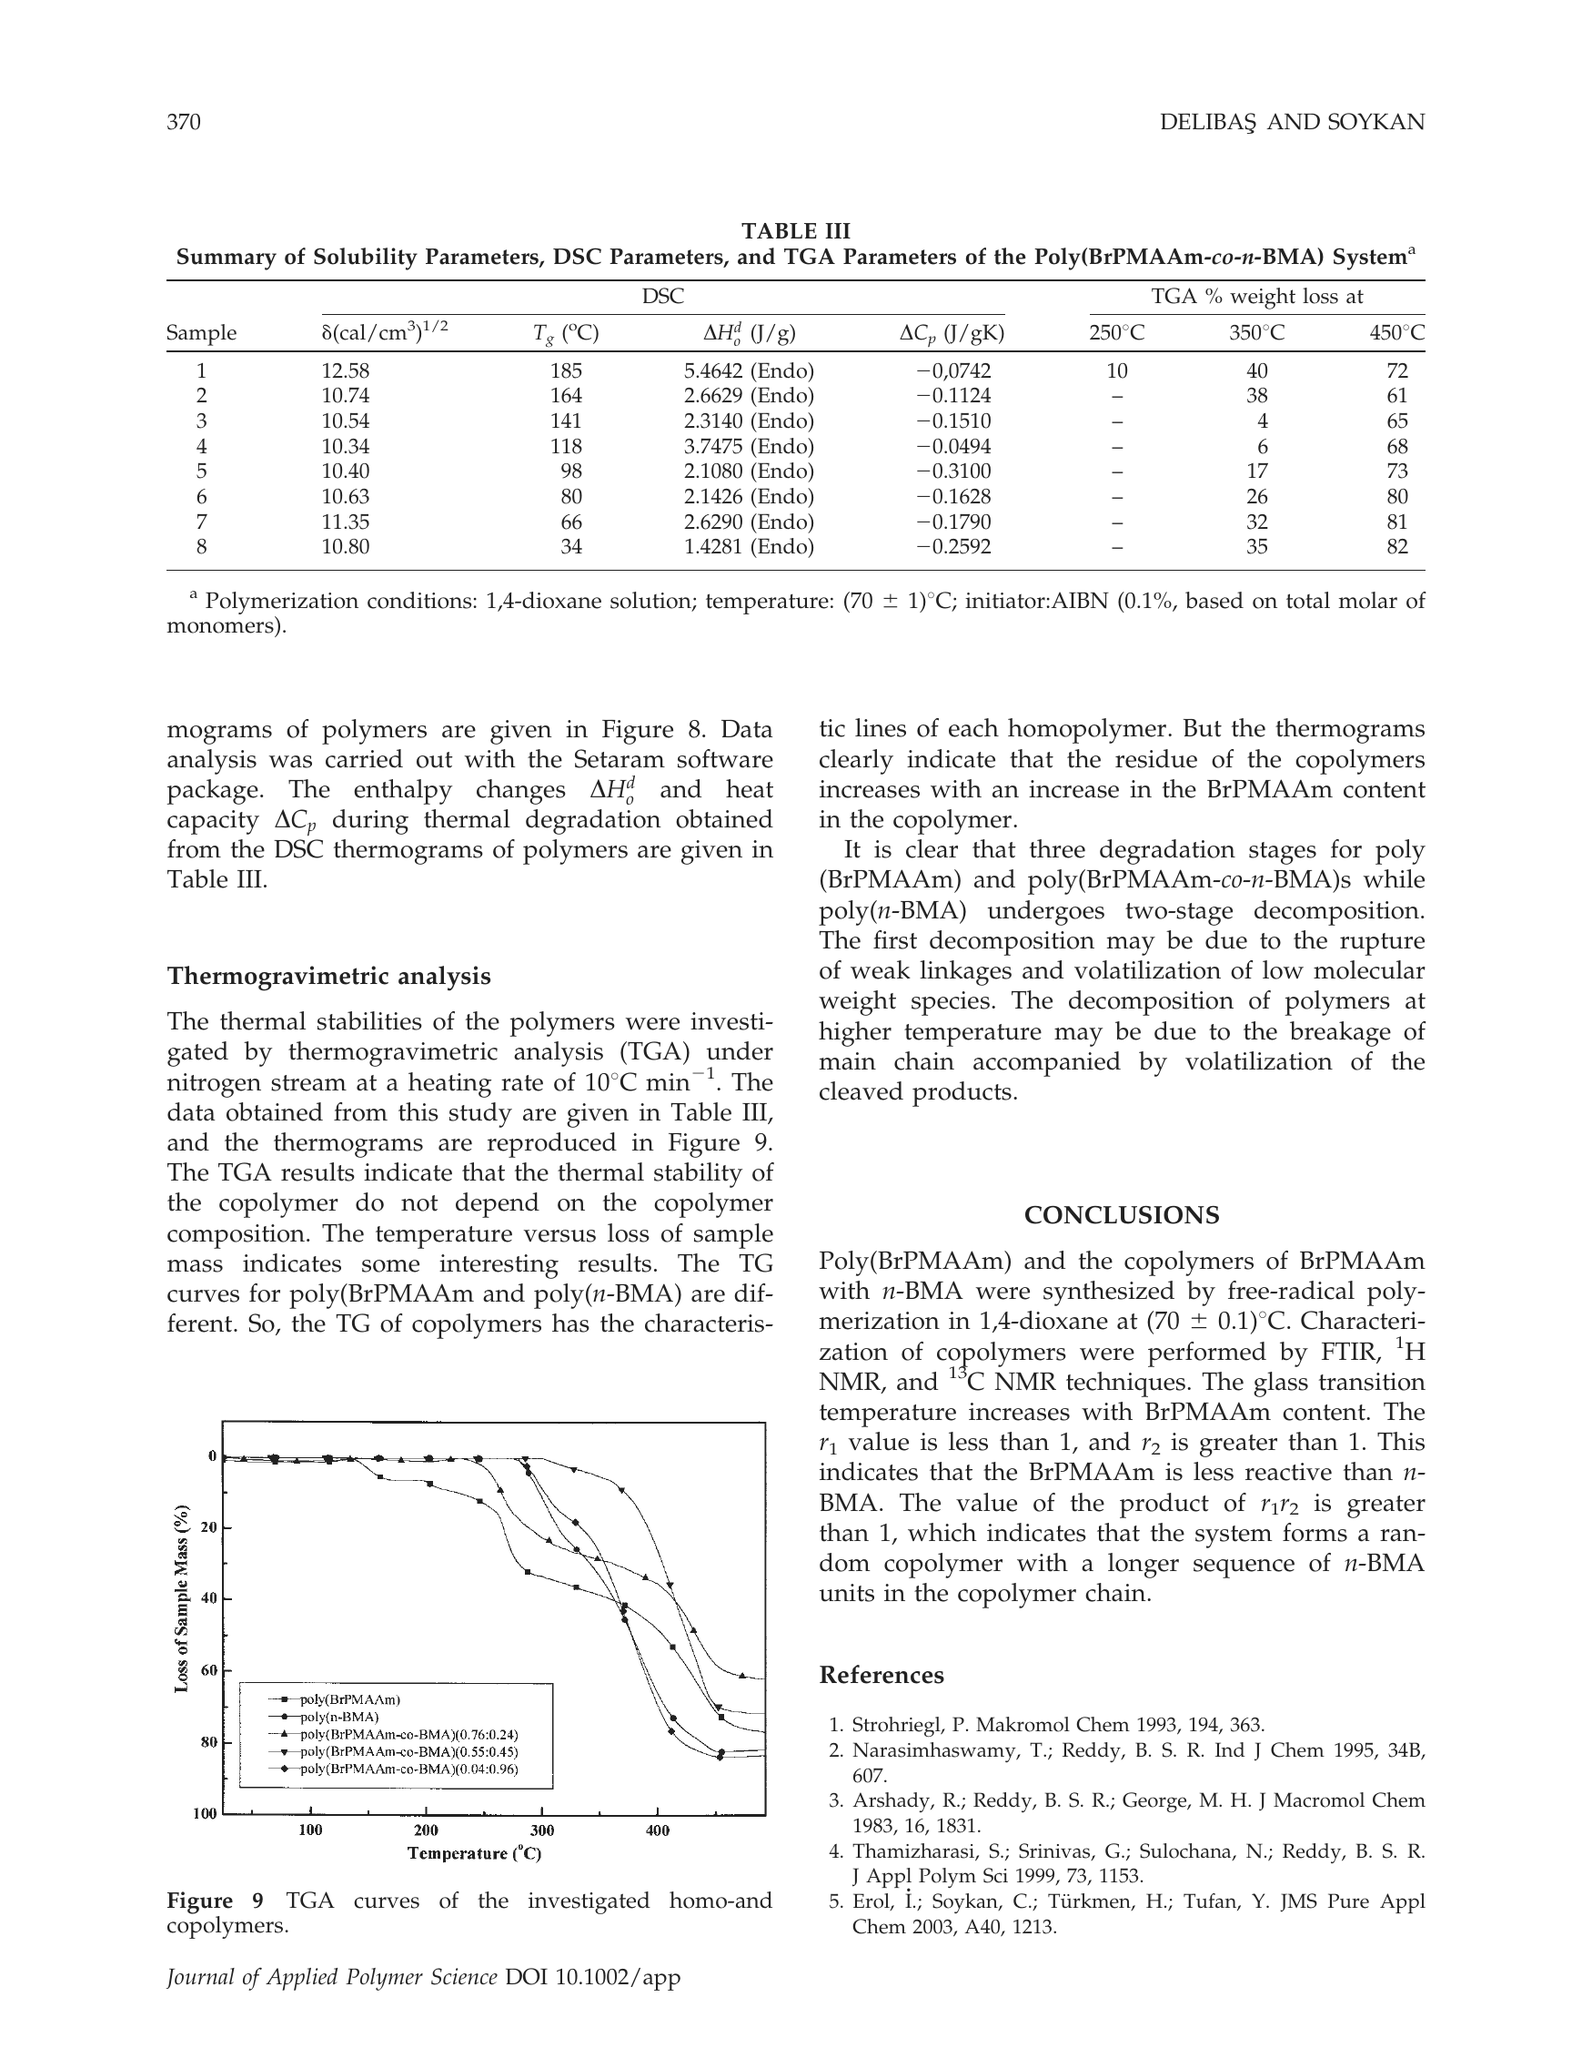 370
DELIBAŞ AND SOYKAN
TABLE III
Summary of Solubility Parameters, DSC Parameters, and TGA Parameters of the Poly(BrPMAAm-co-n-BMA) Systemᵃ
DSC TGA % weight loss at
Sample δ(cal/cm³)¹/² Tg (°C) ΔHₒᵈ (J/g) ΔCp (J/gK) 250°C 350°C 450°C
1 12.58 185 5.4642 (Endo) −0,0742 10 40 72
2 10.74 164 2.6629 (Endo) −0.1124 – 38 61
3 10.54 141 2.3140 (Endo) −0.1510 – 4 65
4 10.34 118 3.7475 (Endo) −0.0494 – 6 68
5 10.40 98 2.1080 (Endo) −0.3100 – 17 73
6 10.63 80 2.1426 (Endo) −0.1628 – 26 80
7 11.35 66 2.6290 (Endo) −0.1790 – 32 81
8 10.80 34 1.4281 (Endo) −0.2592 – 35 82
ᵃ Polymerization conditions: 1,4-dioxane solution; temperature: (70 ± 1)°C; initiator:AIBN (0.1%, based on total molar of
monomers).
mograms of polymers are given in Figure 8. Data
analysis was carried out with the Setaram software
package. The enthalpy changes ΔHₒᵈ and heat
capacity ΔCp during thermal degradation obtained
from the DSC thermograms of polymers are given in
Table III.
Thermogravimetric analysis
The thermal stabilities of the polymers were investi-
gated by thermogravimetric analysis (TGA) under
nitrogen stream at a heating rate of 10°C min⁻¹. The
data obtained from this study are given in Table III,
and the thermograms are reproduced in Figure 9.
The TGA results indicate that the thermal stability of
the copolymer do not depend on the copolymer
composition. The temperature versus loss of sample
mass indicates some interesting results. The TG
curves for poly(BrPMAAm and poly(n-BMA) are dif-
ferent. So, the TG of copolymers has the characteris-
0
20
40
60
80
100
Loss of Sample Mass (%)
poly(BrPMAAm)
poly(n-BMA)
poly(BrPMAAm-co-BMA)(0.76:0.24)
poly(BrPMAAm-co-BMA)(0.55:0.45)
poly(BrPMAAm-co-BMA)(0.04:0.96)
100 200 300 400
Temperature (°C)
Figure 9 TGA curves of the investigated homo-and
copolymers.
tic lines of each homopolymer. But the thermograms
clearly indicate that the residue of the copolymers
increases with an increase in the BrPMAAm content
in the copolymer.
It is clear that three degradation stages for poly
(BrPMAAm) and poly(BrPMAAm-co-n-BMA)s while
poly(n-BMA) undergoes two-stage decomposition.
The first decomposition may be due to the rupture
of weak linkages and volatilization of low molecular
weight species. The decomposition of polymers at
higher temperature may be due to the breakage of
main chain accompanied by volatilization of the
cleaved products.
CONCLUSIONS
Poly(BrPMAAm) and the copolymers of BrPMAAm
with n-BMA were synthesized by free-radical poly-
merization in 1,4-dioxane at (70 ± 0.1)°C. Characteri-
zation of copolymers were performed by FTIR, ¹H
NMR, and ¹³C NMR techniques. The glass transition
temperature increases with BrPMAAm content. The
r₁ value is less than 1, and r₂ is greater than 1. This
indicates that the BrPMAAm is less reactive than n-
BMA. The value of the product of r₁r₂ is greater
than 1, which indicates that the system forms a ran-
dom copolymer with a longer sequence of n-BMA
units in the copolymer chain.
References
1. Strohriegl, P. Makromol Chem 1993, 194, 363.
2. Narasimhaswamy, T.; Reddy, B. S. R. Ind J Chem 1995, 34B,
607.
3. Arshady, R.; Reddy, B. S. R.; George, M. H. J Macromol Chem
1983, 16, 1831.
4. Thamizharasi, S.; Srinivas, G.; Sulochana, N.; Reddy, B. S. R.
J Appl Polym Sci 1999, 73, 1153.
5. Erol, İ.; Soykan, C.; Türkmen, H.; Tufan, Y. JMS Pure Appl
Chem 2003, A40, 1213.
Journal of Applied Polymer Science DOI 10.1002/app